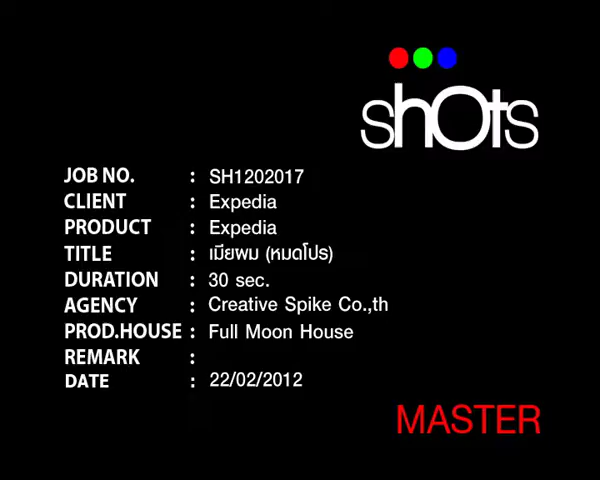 shOts
JOB NO. : SH1202017
CLIENT : Expedia
PRODUCT : Expedia
TITLE : เมียผม (หมดโปร)
DURATION : 30 sec.
AGENCY : Creative Spike Co.,th
PROD.HOUSE : Full Moon House
REMARK :
DATE : 22/02/2012
MASTER